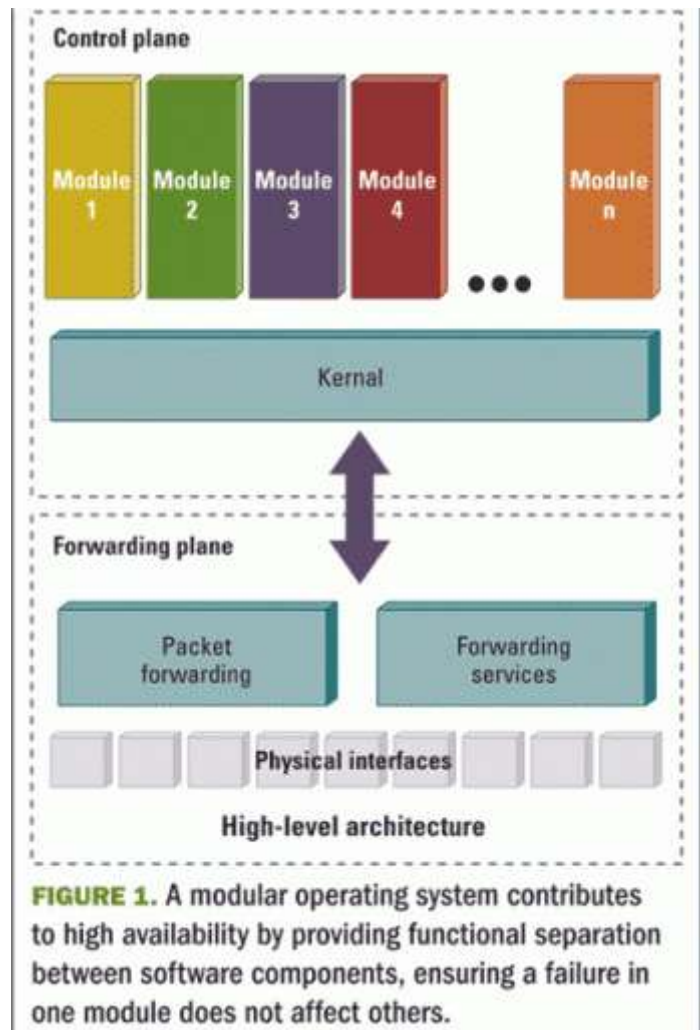 Control plane
Module
1
Module
2
Module
3
Module
4
Module
n
Kernal
Forwarding plane
Packet
forwarding
Forwarding
services
Physical interfaces
High-level architecture
FIGURE 1. A modular operating system contributes
to high availability by providing functional separation
between software components, ensuring a failure in
one module does not affect others.